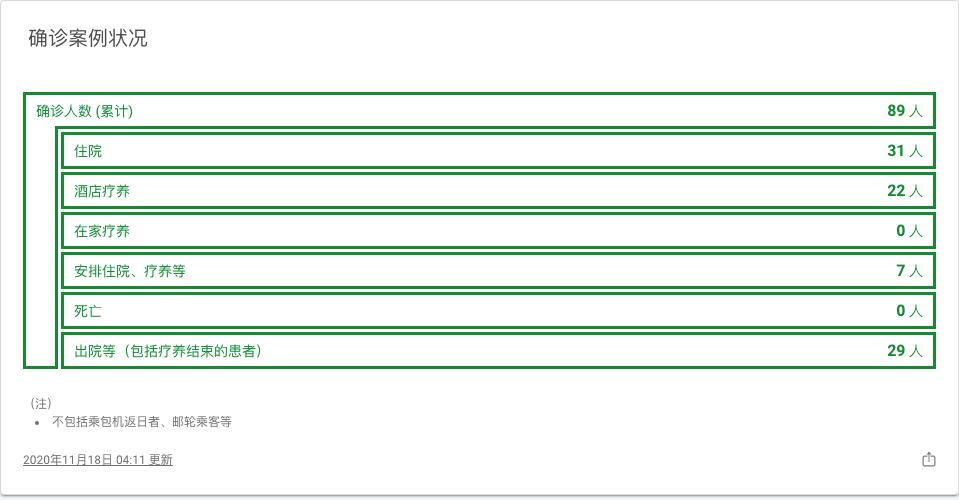 确诊案例状况
确诊人数 (累计) 89 人
住院 31 人
酒店疗养 22 人
在家疗养 0 人
安排住院、疗养等 7 人
死亡 0 人
出院等（包括疗养结束的患者） 29 人
（注）
• 不包括乘包机返日者、邮轮乘客等
2020年11月18日 04:11 更新